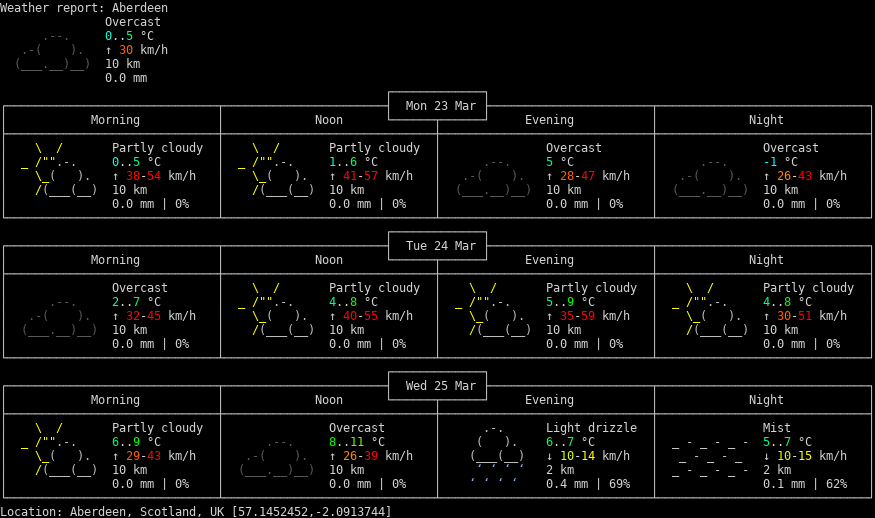 Weather report: Aberdeen
Overcast
0..5 °C
↑ 30 km/h
10 km
0.0 mm
Mon 23 Mar
Morning Noon Evening Night
Partly cloudy Partly cloudy Overcast Overcast
0..5 °C 1..6 °C 5 °C -1 °C
↑ 38-54 km/h ↑ 41-57 km/h ↑ 28-47 km/h ↑ 26-43 km/h
10 km 10 km 10 km 10 km
0.0 mm | 0% 0.0 mm | 0% 0.0 mm | 0% 0.0 mm | 0%
Tue 24 Mar
Morning Noon Evening Night
Overcast Partly cloudy Partly cloudy Partly cloudy
2..7 °C 4..8 °C 5..9 °C 4..8 °C
↑ 32-45 km/h ↑ 40-55 km/h ↑ 35-59 km/h ↑ 30-51 km/h
10 km 10 km 10 km 10 km
0.0 mm | 0% 0.0 mm | 0% 0.0 mm | 0% 0.0 mm | 0%
Wed 25 Mar
Morning Noon Evening Night
Partly cloudy Overcast Light drizzle Mist
6..9 °C 8..11 °C 6..7 °C 5..7 °C
↑ 29-43 km/h ↑ 26-39 km/h ↓ 10-14 km/h ↓ 10-15 km/h
10 km 10 km 2 km 2 km
0.0 mm | 0% 0.0 mm | 0% 0.4 mm | 69% 0.1 mm | 62%
Location: Aberdeen, Scotland, UK [57.1452452,-2.0913744]